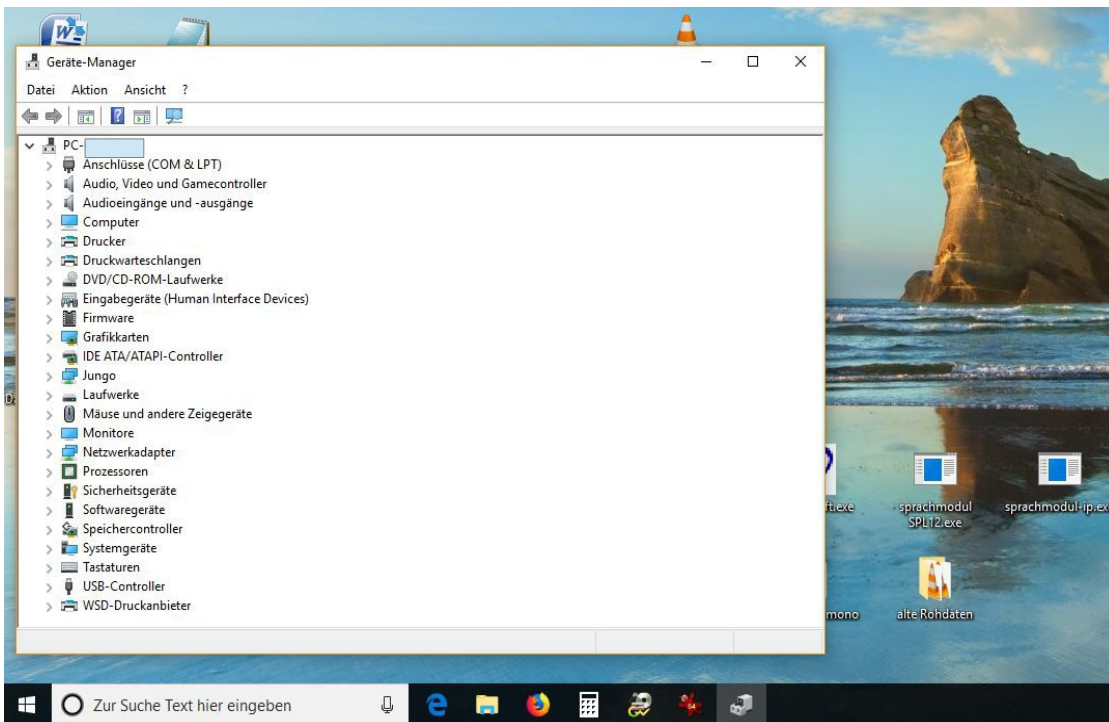 Geräte-Manager
Datei Aktion Ansicht ?
PC-
Anschlüsse (COM & LPT)
Audio, Video und Gamecontroller
Audioeingänge und -ausgänge
Computer
Drucker
Druckwarteschlangen
DVD/CD-ROM-Laufwerke
Eingabegeräte (Human Interface Devices)
Firmware
Grafikkarten
IDE ATA/ATAPI-Controller
Jungo
Laufwerke
Mäuse und andere Zeigegeräte
Monitore
Netzwerkadapter
Prozessoren
Sicherheitsgeräte
Softwaregeräte
Speichercontroller
Systemgeräte
Tastaturen
USB-Controller
WSD-Druckanbieter
sprachmodul
SPL12.exe
sprachmodul-ip.ex
mono
alte Rohdaten
Zur Suche Text hier eingeben
64